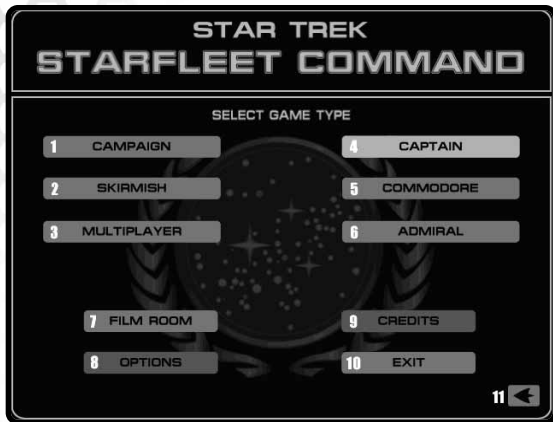 STAR TREK
STARFLEET COMMAND
SELECT GAME TYPE
1 CAMPAIGN
4 CAPTAIN
2 SKIRMISH
5 COMMODORE
3 MULTIPLAYER
6 ADMIRAL
7 FILM ROOM
9 CREDITS
8 OPTIONS
10 EXIT
11